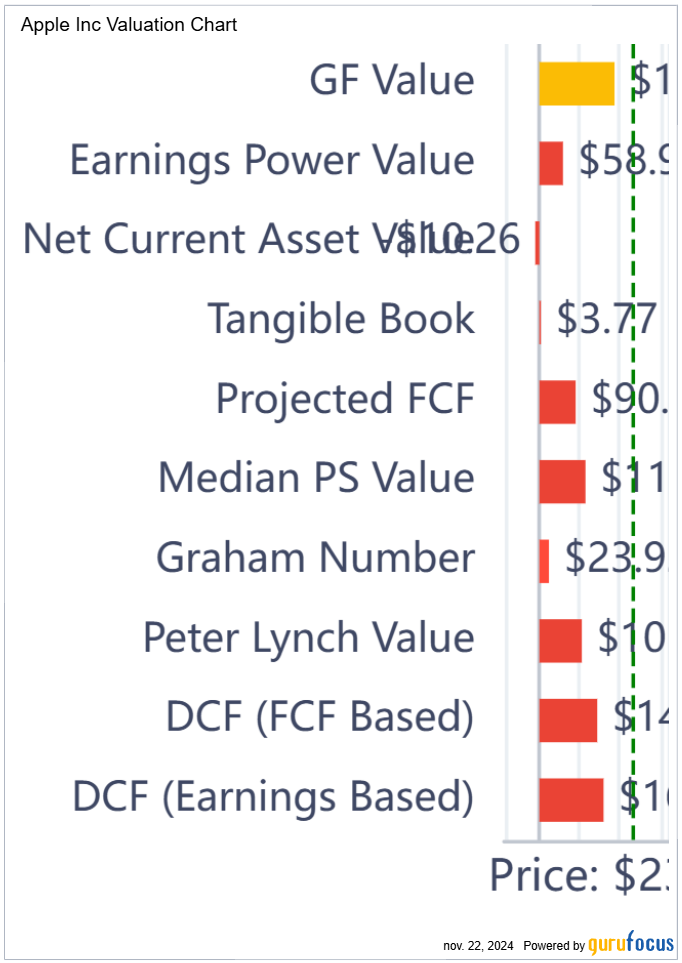 Apple Inc Valuation Chart
GF Value $1
Earnings Power Value $58.9
Net Current Asset Value -$10.26
Tangible Book $3.77
Projected FCF $90.
Median PS Value $11
Graham Number $23.9
Peter Lynch Value $10
DCF (FCF Based) $14
DCF (Earnings Based) $16
Price: $23
nov. 22, 2024 Powered by gurufocus